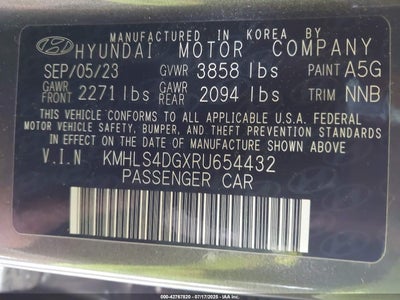 MANUFACTURED IN KOREA BY
HYUNDAI MOTOR COMPANY
SEP/05/23 GVWR 3858 lbs PAINT A5G
GAWR FRONT 2271 lbs GAWR REAR 2094 lbs TRIM NNB
THIS VEHICLE CONFORMS TO ALL APPLICABLE U.S.A. FEDERAL
MOTOR VEHICLE SAFETY, BUMPER, AND THEFT PREVENTION
STANDARDS IN EFFECT ON THE DATE OF MANUFACTURE SHOWN ABOVE.
V.I.N KMHLS4DGXRU654432
PASSENGER CAR
000-42767820 - 07/17/2025 - IAA Inc.